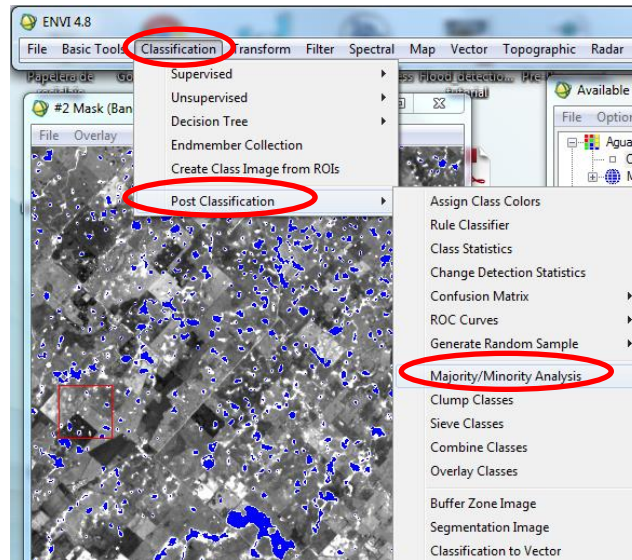 ENVI 4.8
File Basic Tools Classification Transform Filter Spectral Map Vector Topographic Radar
Papelera de
#2 Mask (Ban
File Overlay
Supervised
Unsupervised
Decision Tree
Endmember Collection
Create Class Image from ROIs
Post Classification
Available
File Option
Agua
Assign Class Colors
Rule Classifier
Class Statistics
Change Detection Statistics
Confusion Matrix
ROC Curves
Generate Random Sample
Majority/Minority Analysis
Clump Classes
Sieve Classes
Combine Classes
Overlay Classes
Buffer Zone Image
Segmentation Image
Classification to Vector